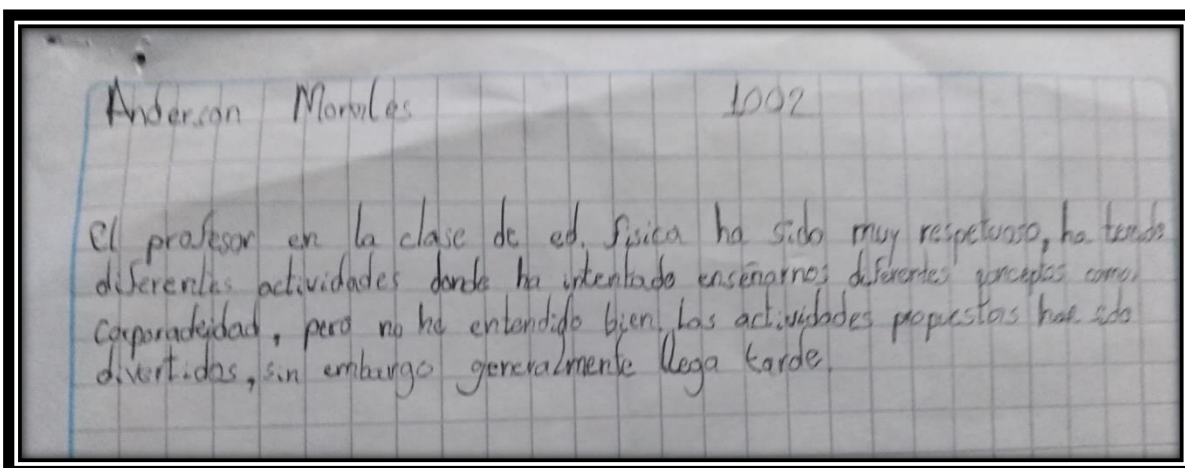 Anderson Morales 1002
El profesor en la clase de ed. fisica ha sido muy respetuoso, ha tenido
diferentes actividades donde ha intentado enseñarnos diferentes conceptos como
corporadeidad, pero no he entendido bien, las actividades propuestas han sido
divertidas, sin embargo generalmente llega tarde.